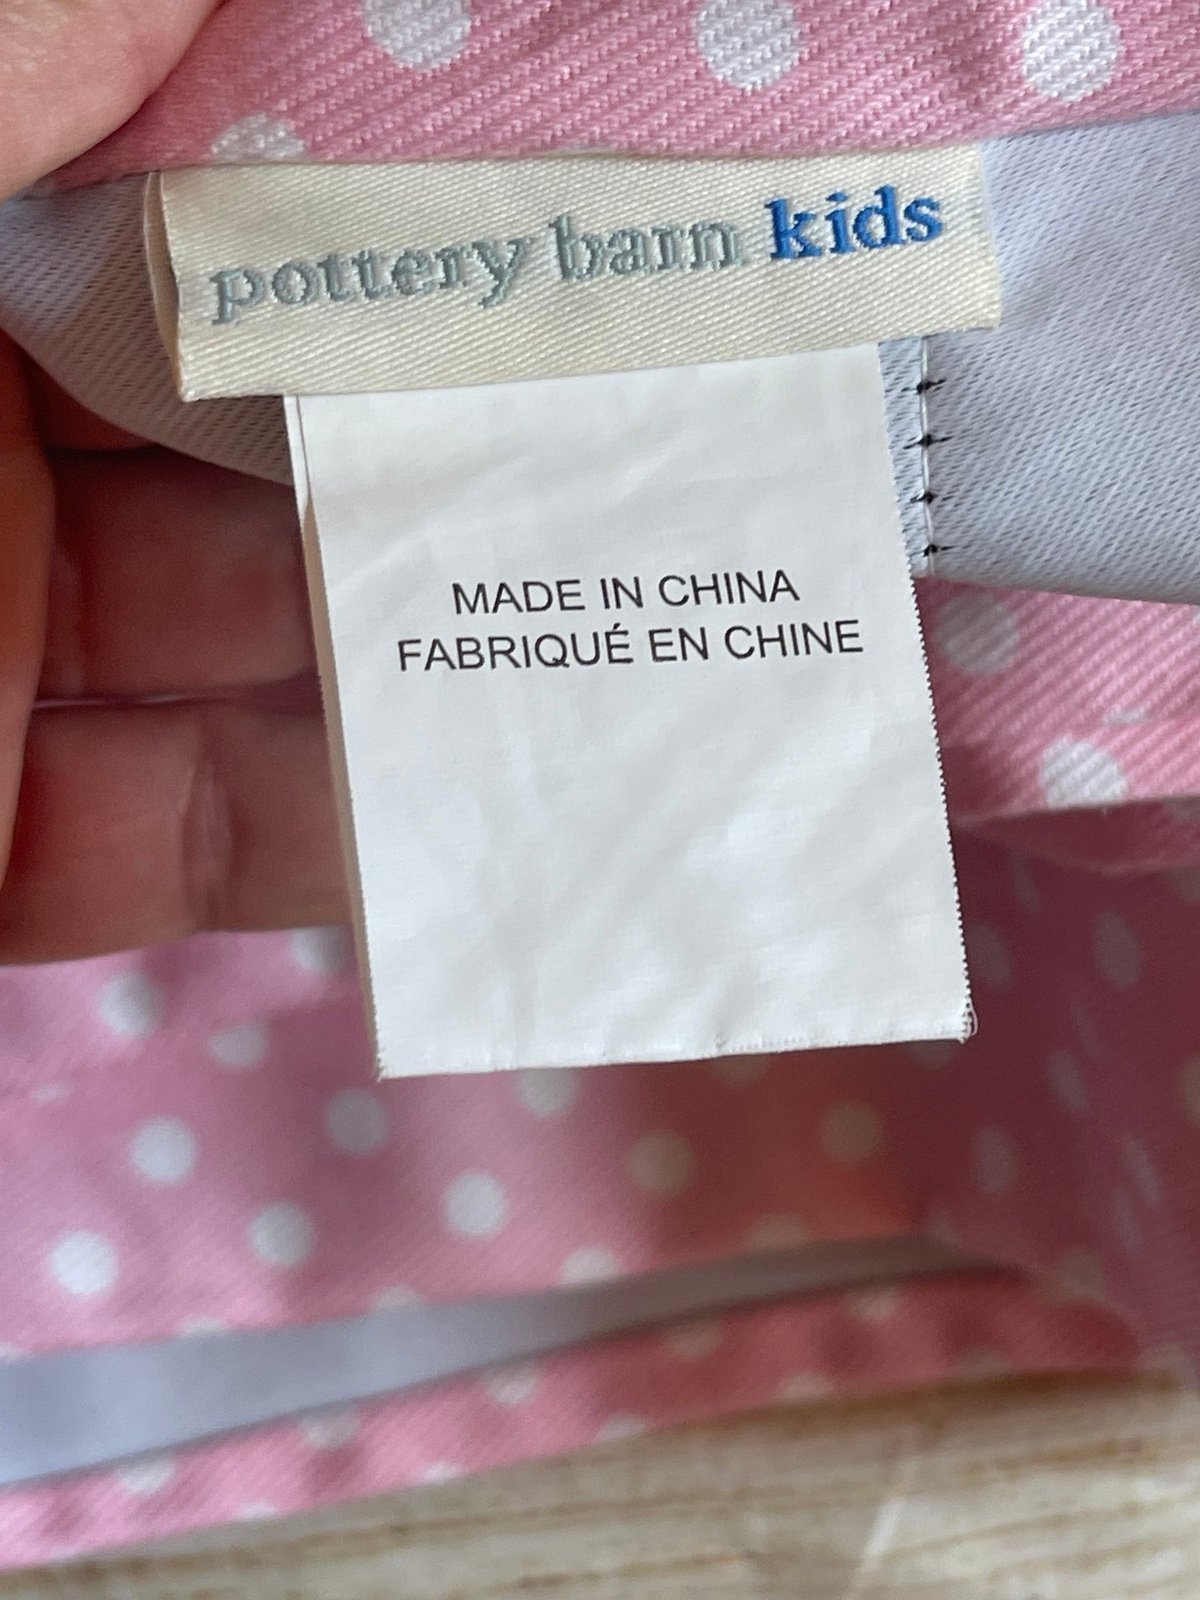 pottery barn kids
MADE IN CHINA
FABRIQUÉ EN CHINE